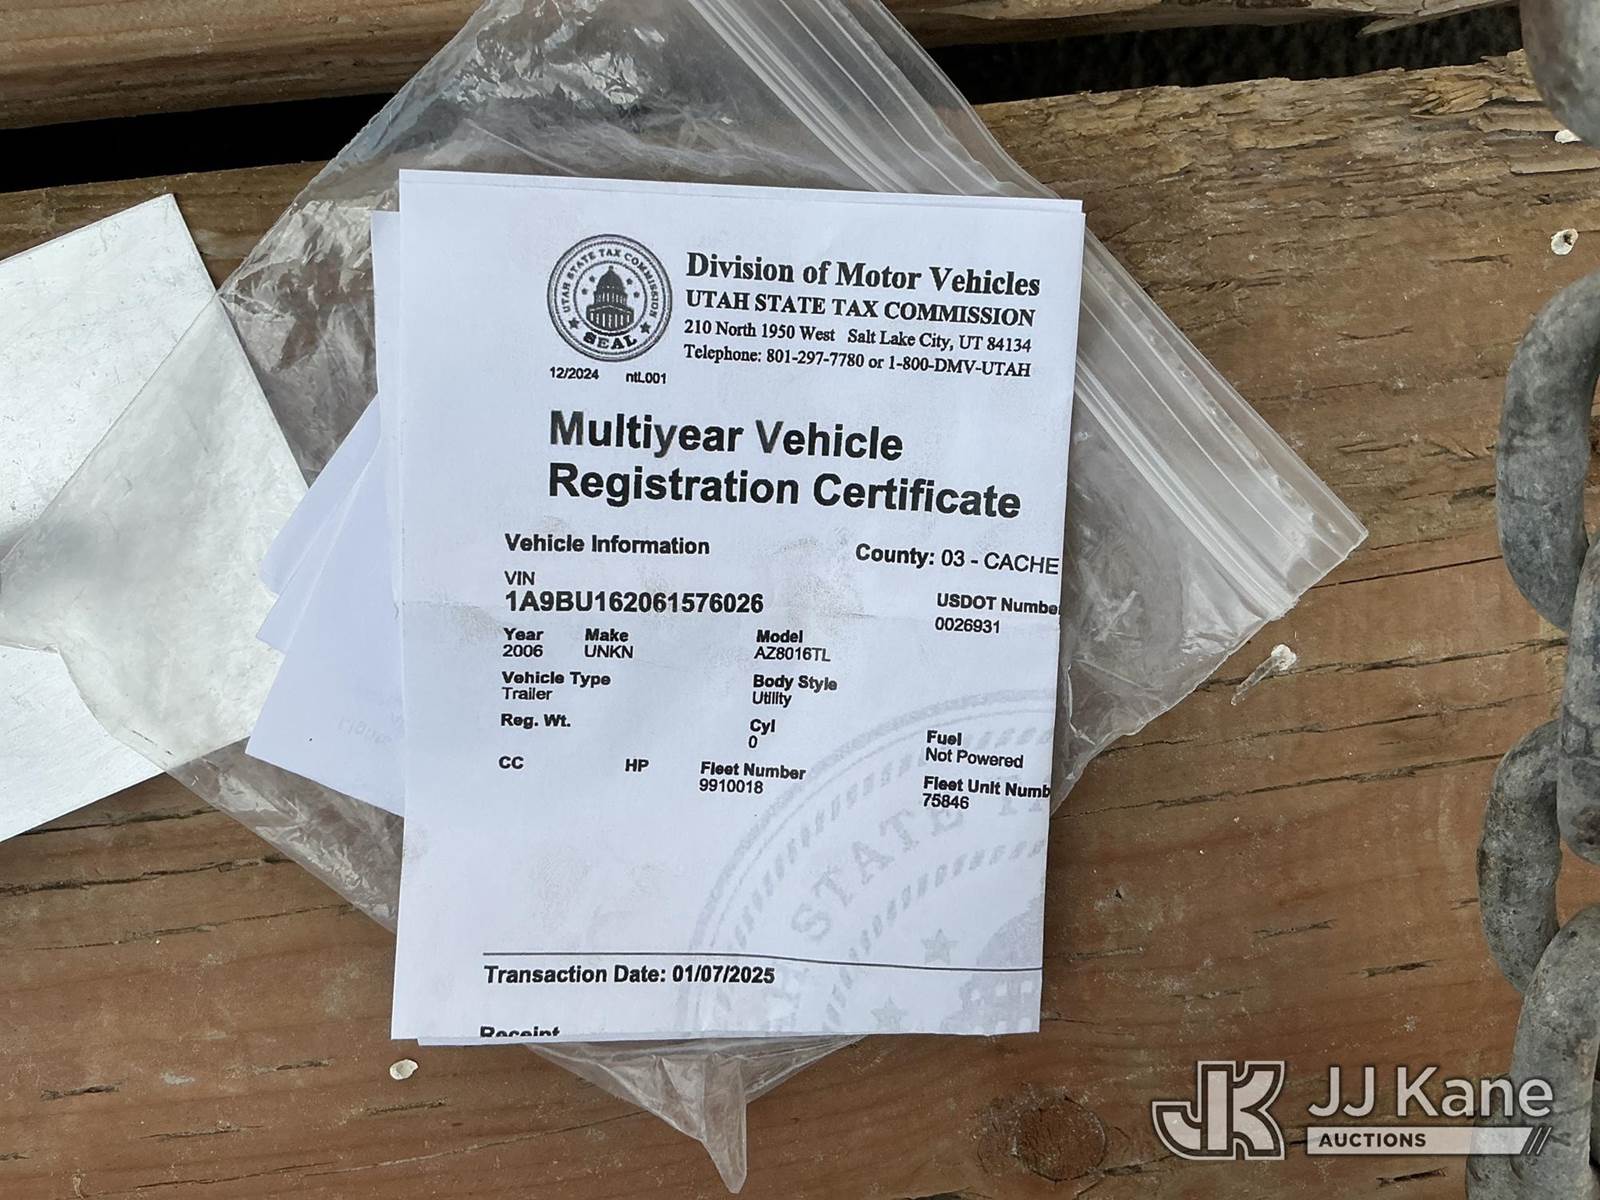 UTAH STATE TAX COMMISSION
SEAL
Division of Motor Vehicles
UTAH STATE TAX COMMISSION
210 North 1950 West Salt Lake City, UT 84134
Telephone: 801-297-7780 or 1-800-DMV-UTAH
12/2024 ntL001
Multiyear Vehicle
Registration Certificate
Vehicle Information County: 03 - CACHE
VIN
1A9BU162061576026
USDOT Numbe
0026931
Year Make Model
2006 UNKN AZ8016TL
Vehicle Type Body Style
Trailer Utility
Reg. Wt. Cyl Fuel
0 Not Powered
CC HP Fleet Number Fleet Unit Numb
9910018 75846
STATE TA
Transaction Date: 01/07/2025
Receipt
JK JJ Kane
AUCTIONS